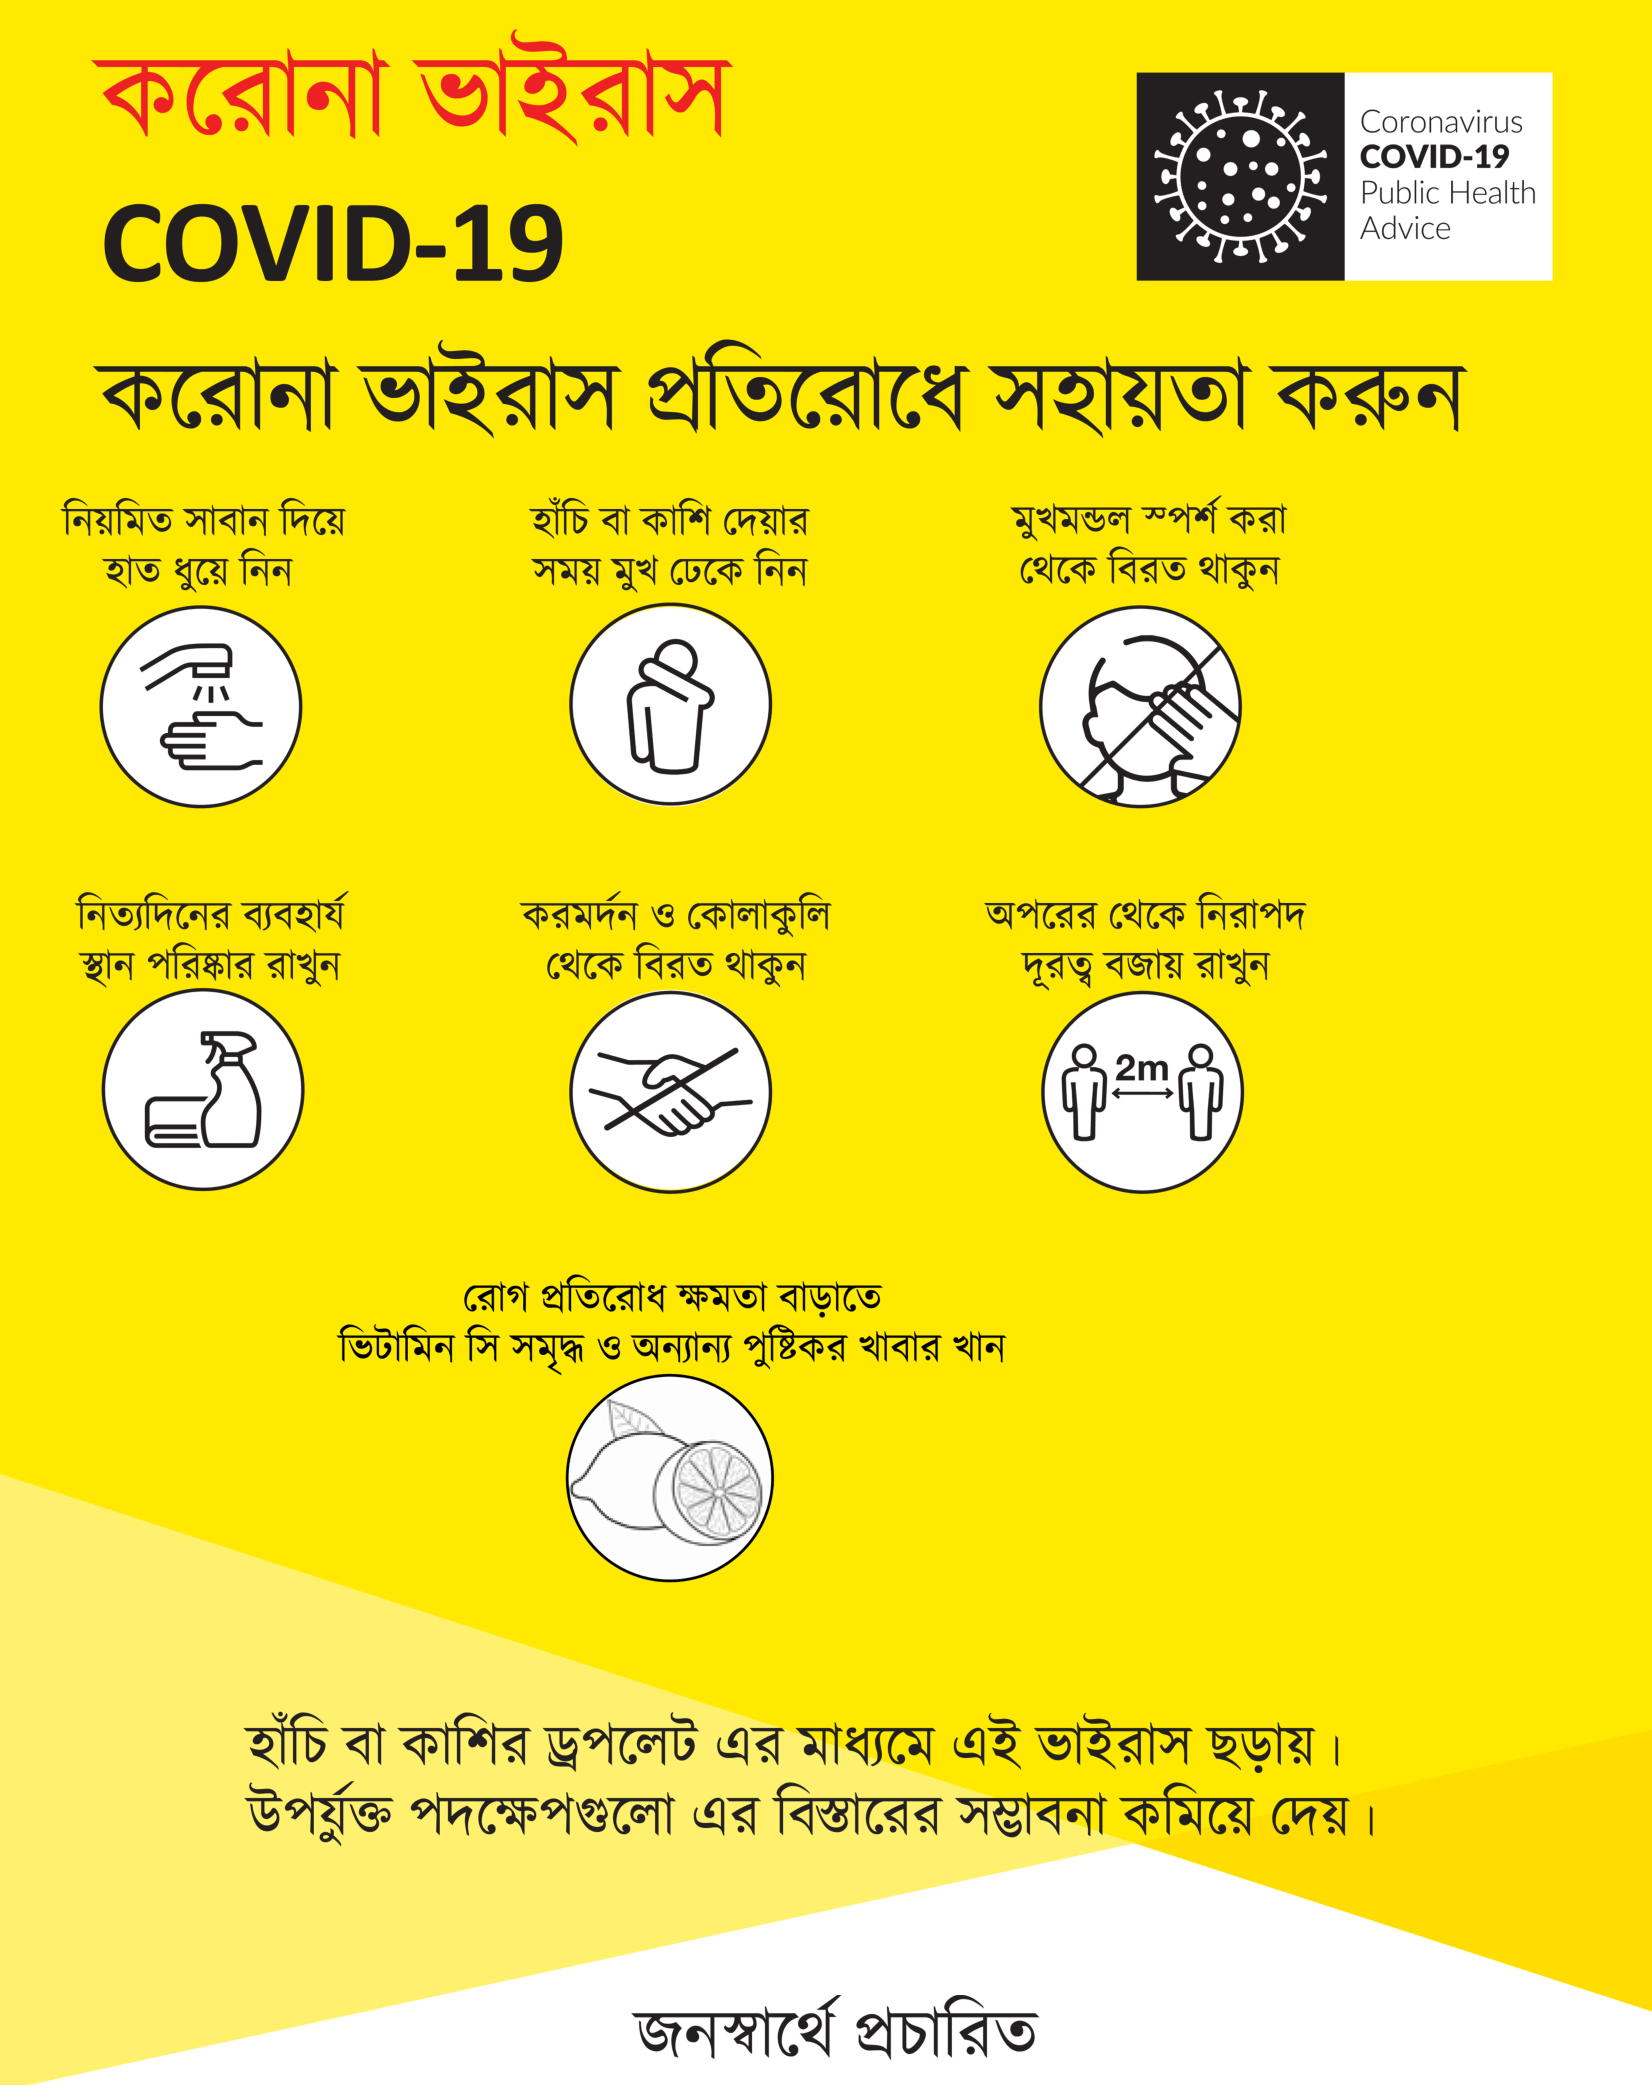 করোনা ভাইরাস
COVID-19
Coronavirus
COVID-19
Public Health
Advice
করোনা ভাইরাস প্রতিরোধে সহায়তা করুন
নিয়মিত সাবান দিয়ে
হাত ধুয়ে নিন
হাঁচি বা কাশি দেয়ার
সময় মুখ ঢেকে নিন
মুখমন্ডল স্পর্শ করা
থেকে বিরত থাকুন
নিত্যদিনের ব্যবহার্য
স্থান পরিষ্কার রাখুন
করমর্দন ও কোলাকুলি
থেকে বিরত থাকুন
অপরের থেকে নিরাপদ
দূরত্ব বজায় রাখুন
2m
রোগ প্রতিরোধ ক্ষমতা বাড়াতে
ভিটামিন সি সমৃদ্ধ ও অন্যান্য পুষ্টিকর খাবার খান
হাঁচি বা কাশির ড্রপলেট এর মাধ্যমে এই ভাইরাস ছড়ায়।
উপর্যুক্ত পদক্ষেপগুলো এর বিস্তারের সম্ভাবনা কমিয়ে দেয়।
জনস্বার্থে প্রচারিত